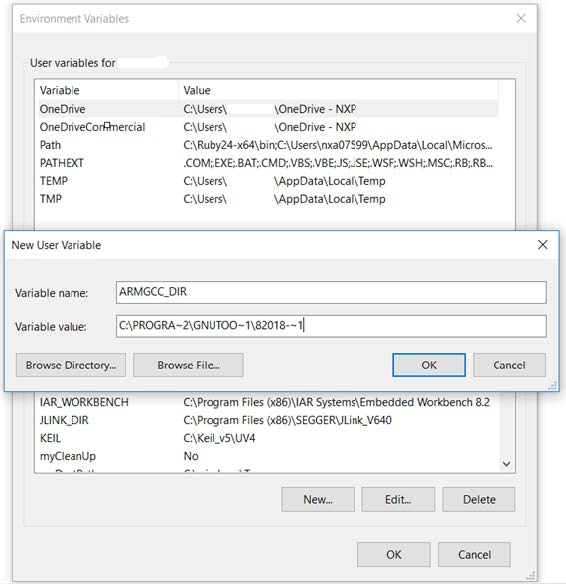 Environment Variables
User variables for
Variable Value
OneDrive C:\Users\ \OneDrive - NXP
OneDriveCommercial C:\Users\ \OneDrive - NXP
Path C:\Ruby24-x64\bin;C:\Users\nxa07599\AppData\Local\Micros...
PATHEXT .COM;.EXE;.BAT;.CMD;.VBS;.VBE;.JS;.JSE;.WSF;.WSH;.MSC;.RB;.RB...
TEMP C:\Users\ \AppData\Local\Temp
TMP C:\Users\ \AppData\Local\Temp
New User Variable
Variable name: ARMGCC_DIR
Variable value: C:\PROGRA~2\GNUTOO~1\82018-~1
Browse Directory... Browse File... OK Cancel
IAR_WORKBENCH C:\Program Files (x86)\IAR Systems\Embedded Workbench 8.2
JLINK_DIR C:\Program Files (x86)\SEGGER\JLink_V640
KEIL C:\Keil_v5\UV4
myCleanUp No
New... Edit... Delete
OK Cancel